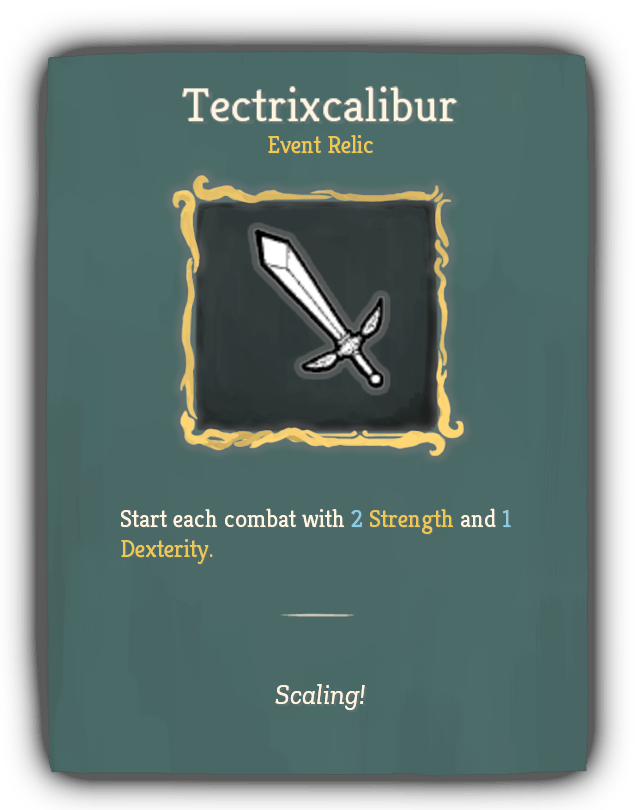 Tectrixcalibur
Event Relic
Start each combat with 2 Strength and 1
Dexterity.
Scaling!